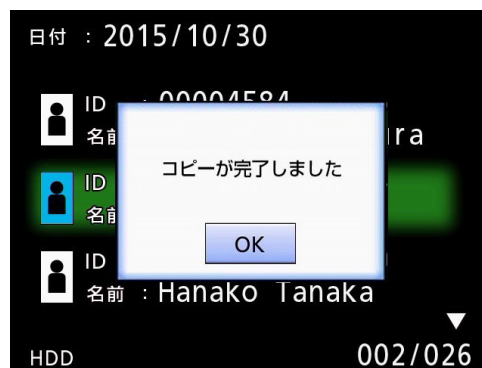 日付 : 2015/10/30
ID : 00004584
名前
コピーが完了しました
ID
名前
OK
ID
名前 : Hanako Tanaka
HDD 002/026